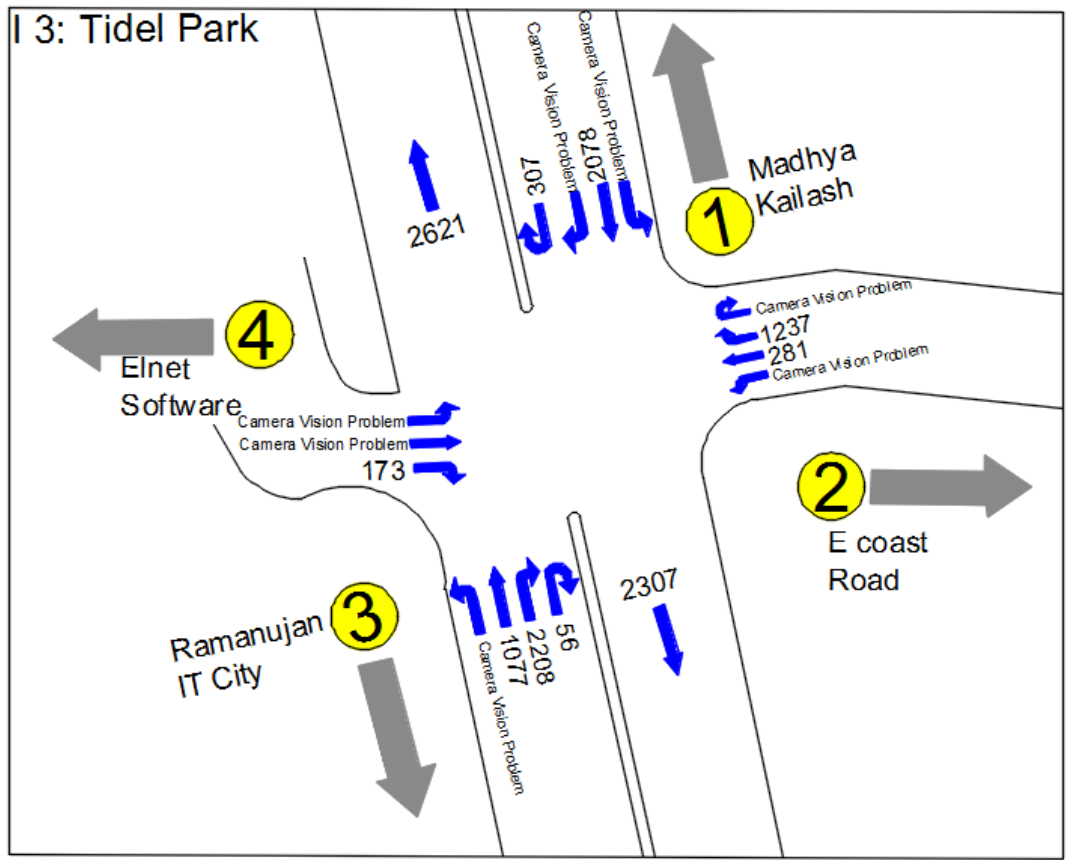 I 3: Tidel Park
Camera Vision Problem
Camera Vision Problem
307
2078
1
Madhya
Kailash
2621
Camera Vision Problem
1237
281
Camera Vision Problem
4
Elnet
Software
Camera Vision Problem
Camera Vision Problem
173
2
E coast
Road
3
Ramanujan
IT City
Camera Vision Problem
1077
2208
56
2307